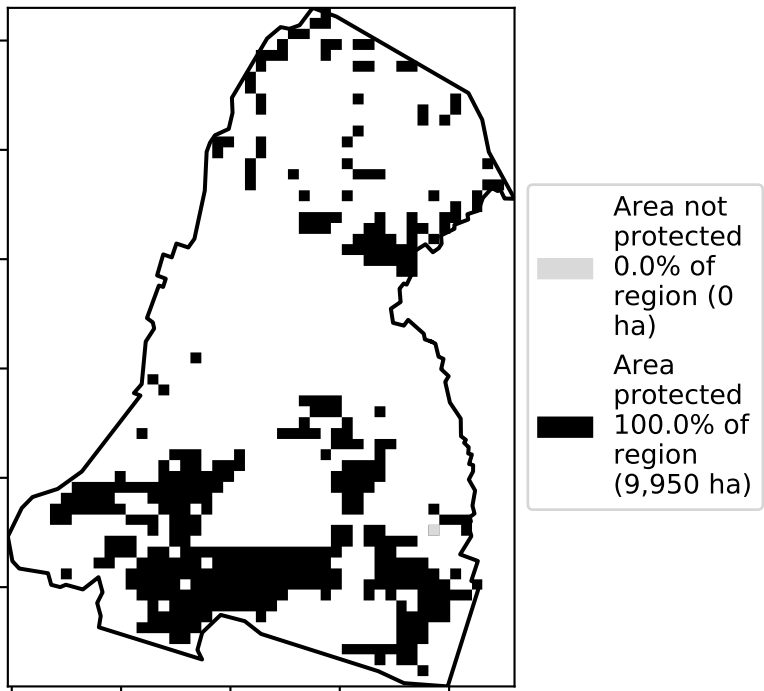 Area not
protected
0.0% of
region (0
ha)
Area
protected
100.0% of
region
(9,950 ha)